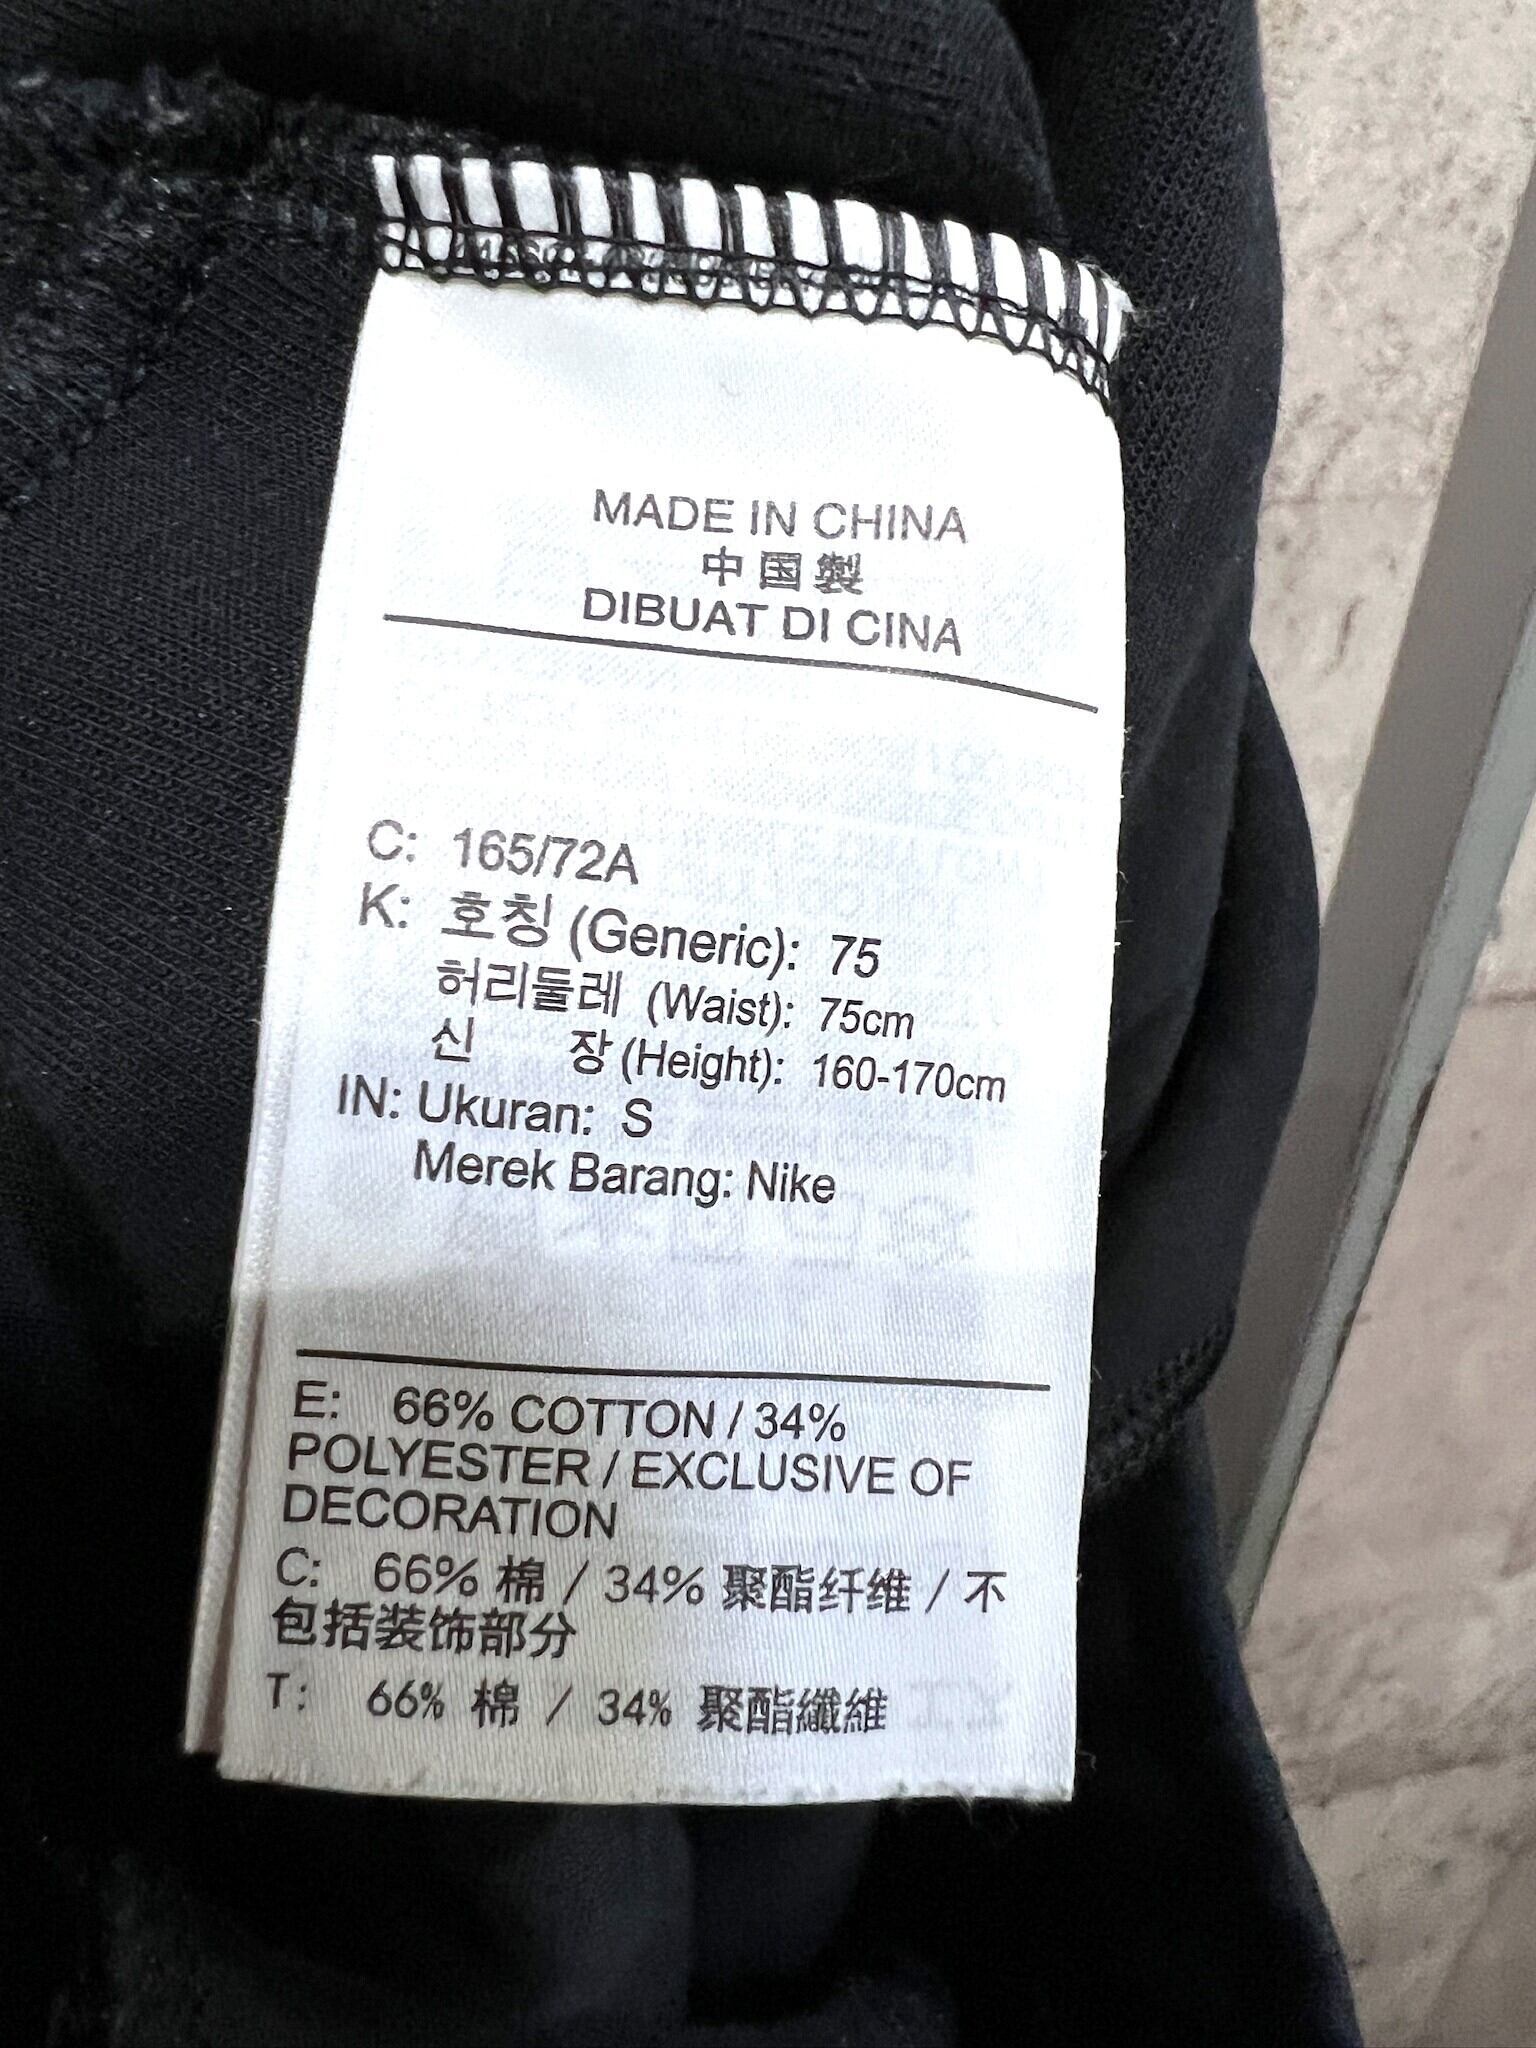 MADE IN CHINA
中国製
DIBUAT DI CINA
C: 165/72A
K: 호칭 (Generic): 75
허리둘레 (Waist): 75cm
신 장 (Height): 160-170cm
IN: Ukuran: S
Merek Barang: Nike
E: 66% COTTON / 34%
POLYESTER / EXCLUSIVE OF
DECORATION
C: 66% 棉 / 34% 聚酯纤维 / 不
包括装饰部分
T: 66% 棉 / 34% 聚酯纖維